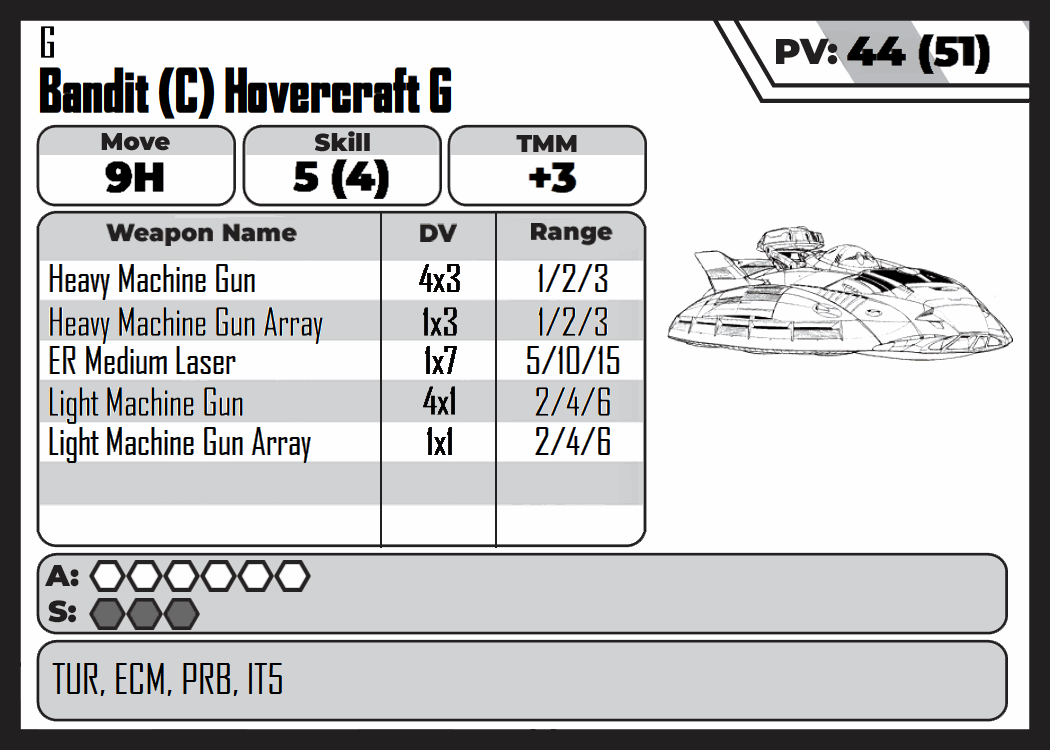 G
Bandit (C) Hovercraft G
PV: 44 (51)
Move Skill TMM
9H 5 (4) +3
Weapon Name DV Range
Heavy Machine Gun 4x3 1/2/3
Heavy Machine Gun Array 1x3 1/2/3
ER Medium Laser 1x7 5/10/15
Light Machine Gun 4x1 2/4/6
Light Machine Gun Array 1x1 2/4/6
A:
S:
TUR, ECM, PRB, IT5